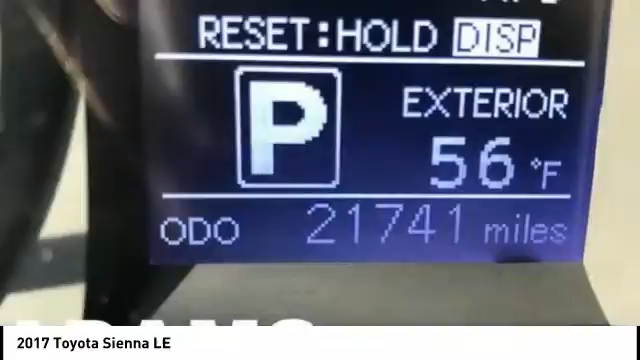 RESET:HOLD DISP
P
EXTERIOR
56 °F
ODO 21741 miles
2017 Toyota Sienna LE